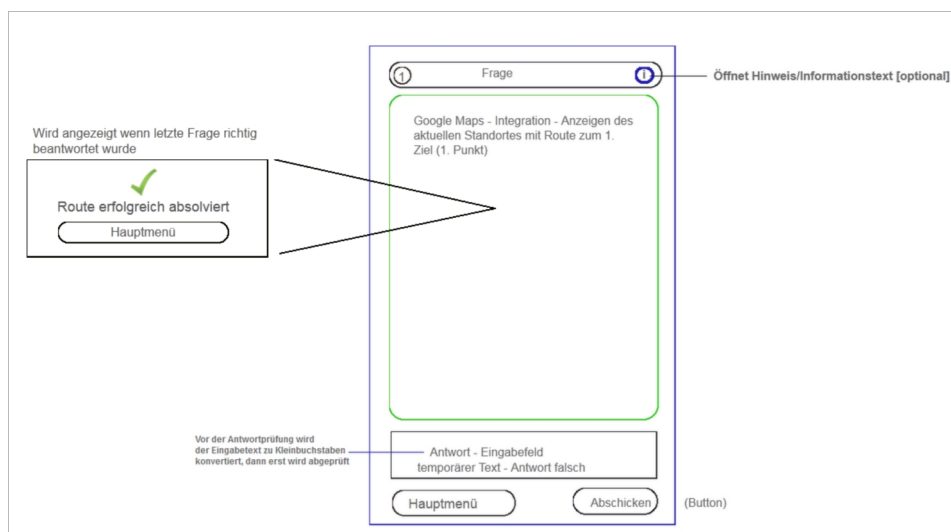 1
Frage
i
Öffnet Hinweis/Informationstext [optional]
Google Maps - Integration - Anzeigen des
aktuellen Standortes mit Route zum 1.
Ziel (1. Punkt)
Wird angezeigt wenn letzte Frage richtig
beantwortet wurde
Route erfolgreich absolviert
Hauptmenü
Vor der Antwortprüfung wird
der Eingabetext zu Kleinbuchstaben
konvertiert, dann erst wird abgeprüft
Antwort - Eingabefeld
temporärer Text - Antwort falsch
Hauptmenü
Abschicken
(Button)